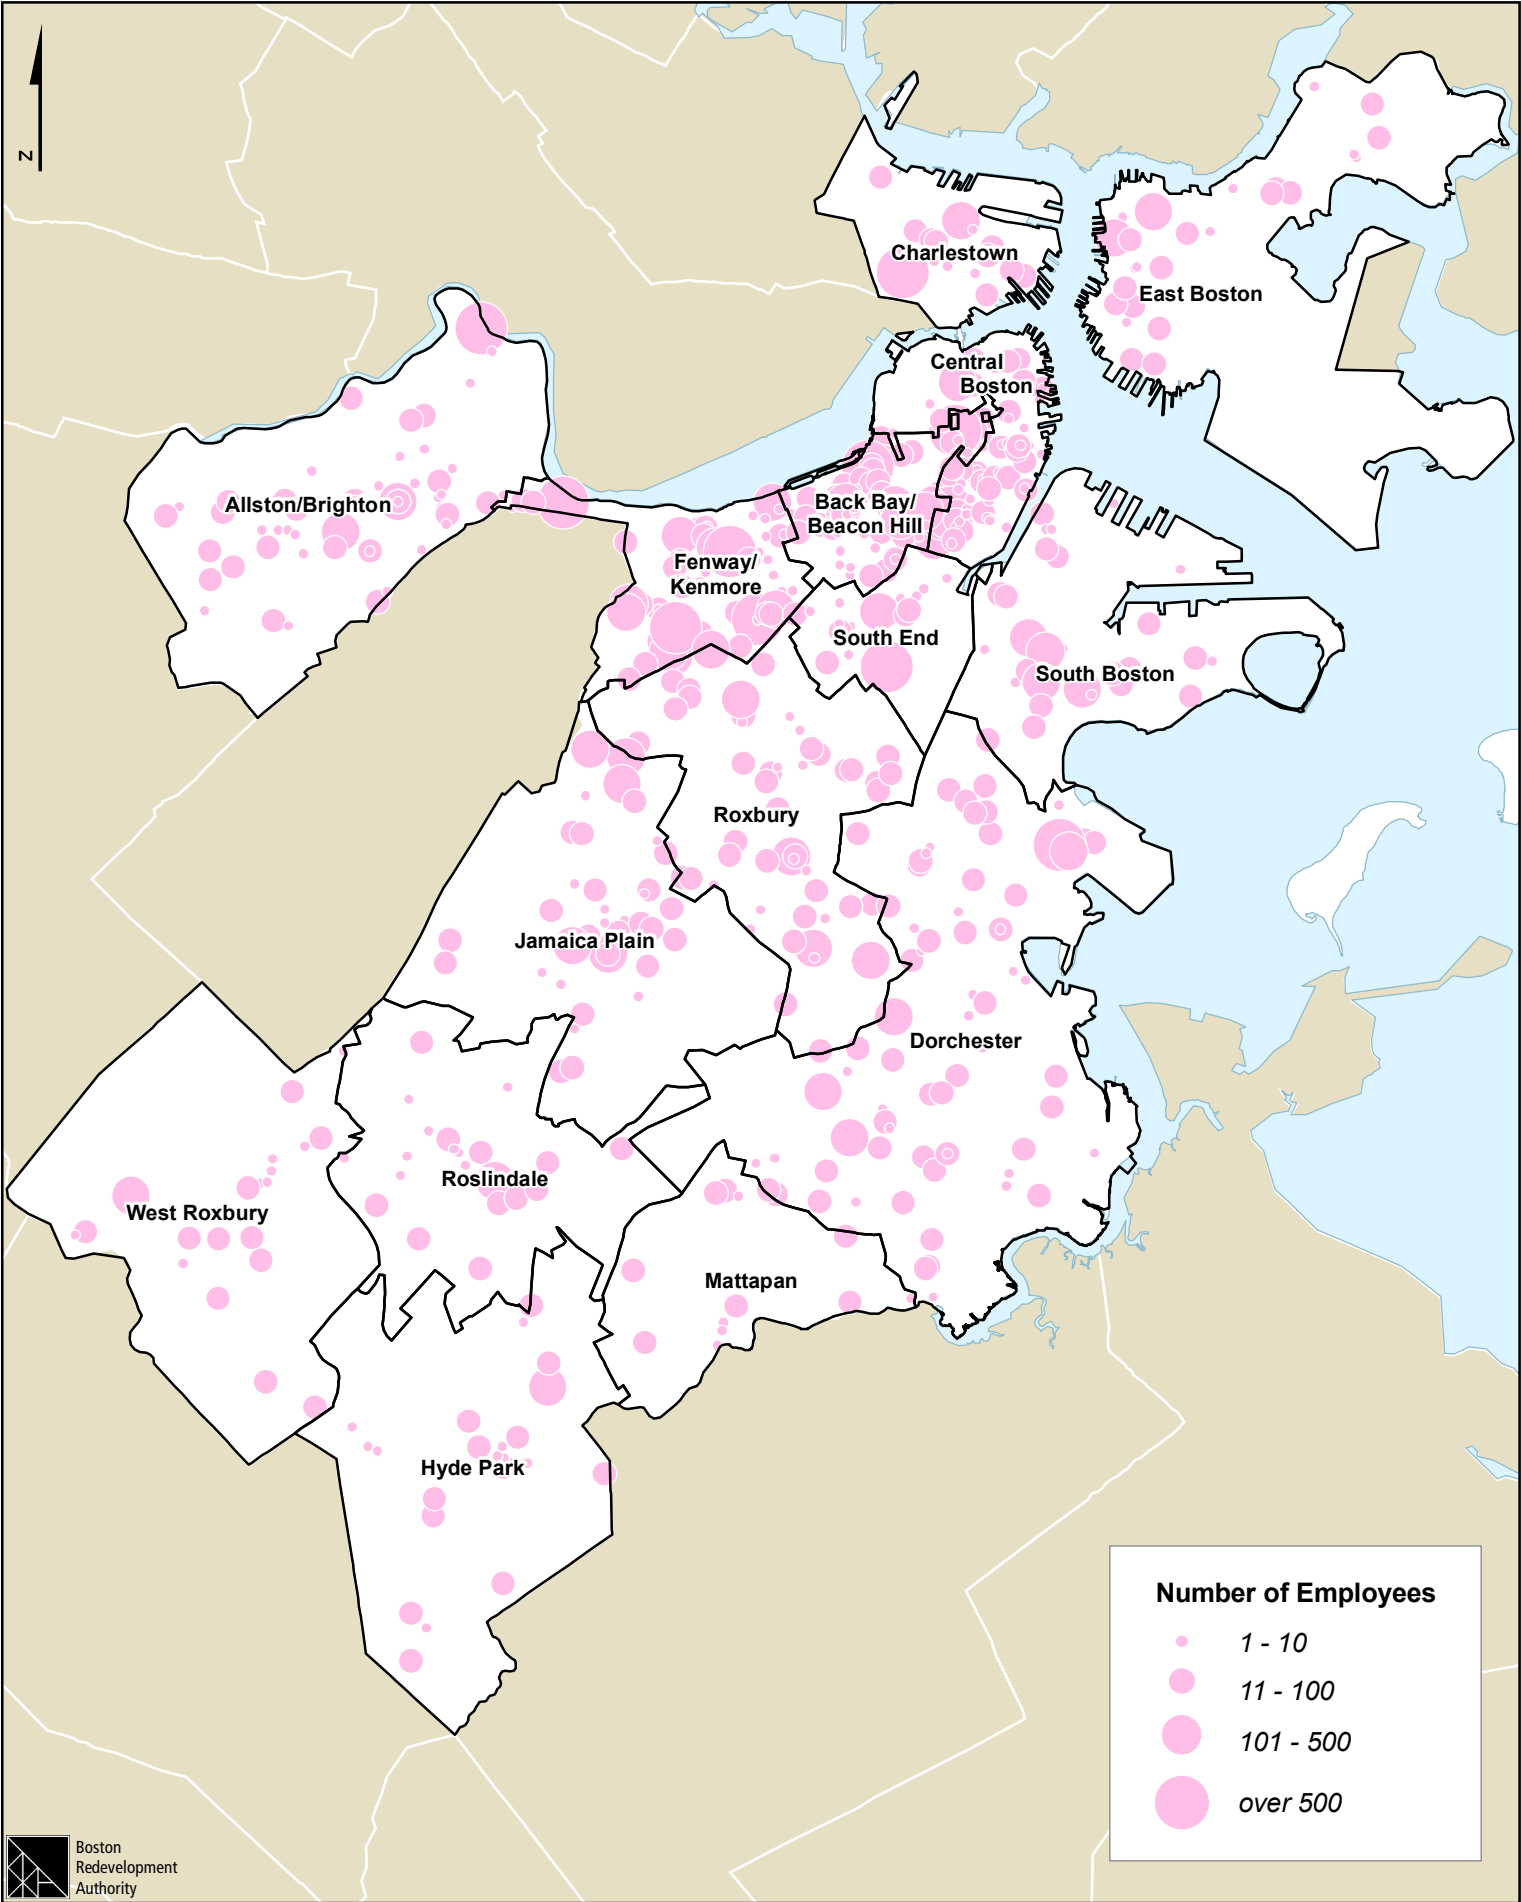 N
Charlestown
East Boston
Central
Boston
Allston/Brighton
Back Bay/
Beacon Hill
Fenway/
Kenmore
South End
South Boston
Roxbury
Jamaica Plain
Dorchester
Roslindale
West Roxbury
Mattapan
Hyde Park
Number of Employees
1 - 10
11 - 100
101 - 500
over 500
Boston
Redevelopment
Authority